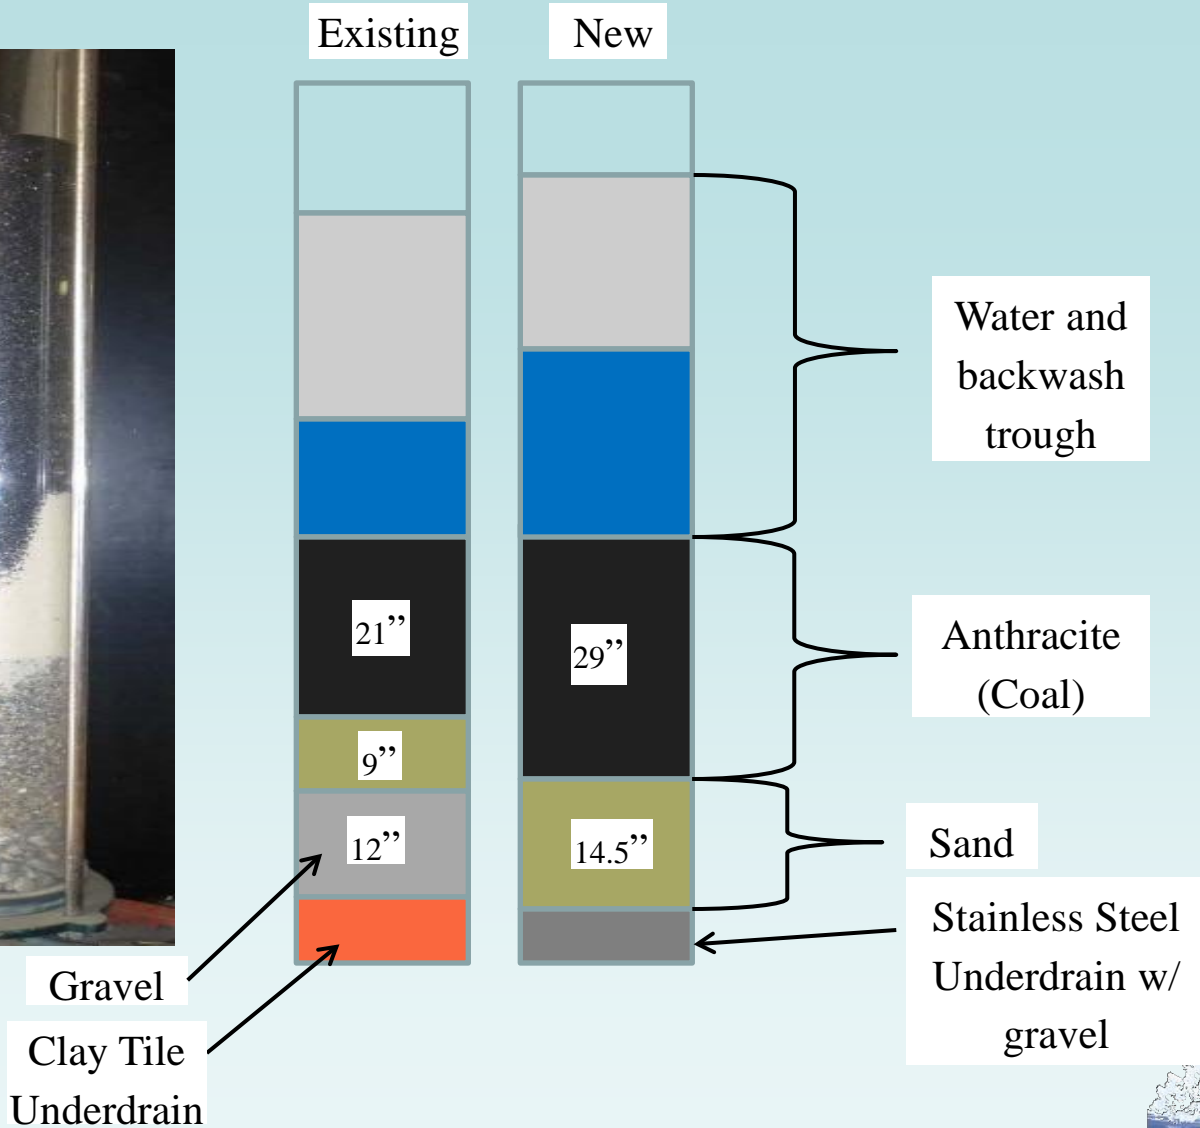 Existing
New
Water and
backwash
trough
21”
29”
Anthracite
(Coal)
9”
12”
14.5”
Sand
Stainless Steel
Underdrain w/
gravel
Gravel
Clay Tile
Underdrain